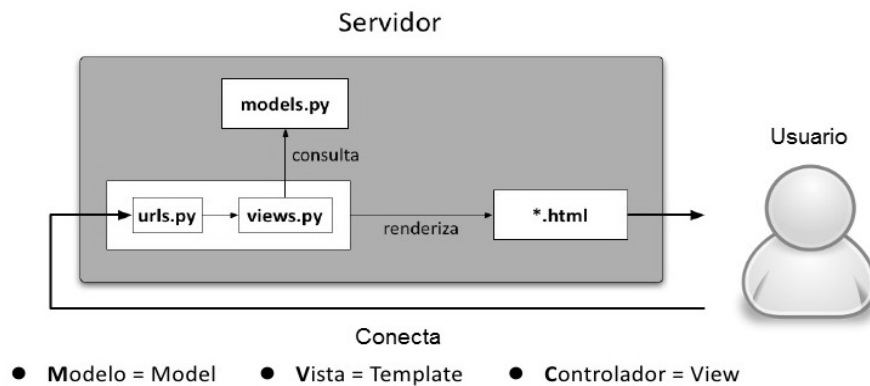 Servidor
models.py
Usuario
consulta
urls.py
views.py
*.html
renderiza
Conecta
● Modelo = Model ● Vista = Template ● Controlador = View